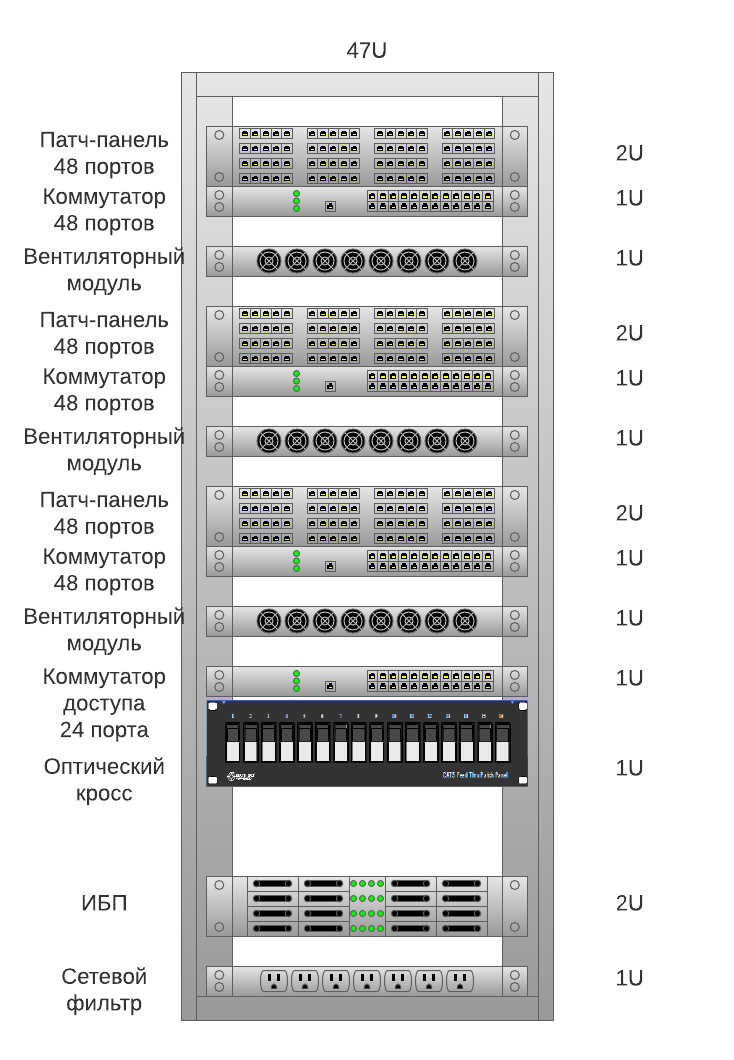 47U
Патч-панель
48 портов
2U
Коммутатор
48 портов
1U
Вентиляторный
модуль
1U
Патч-панель
48 портов
2U
Коммутатор
48 портов
1U
Вентиляторный
модуль
1U
Патч-панель
48 портов
2U
Коммутатор
48 портов
1U
Вентиляторный
модуль
1U
Коммутатор
доступа
24 порта
1U
1 2 3 4 5 6 7 8 9 10 11 12 13 14 15 16
CAT5 Feed Thru Patch Panel
Оптический
кросс
1U
ИБП
2U
Сетевой
фильтр
1U